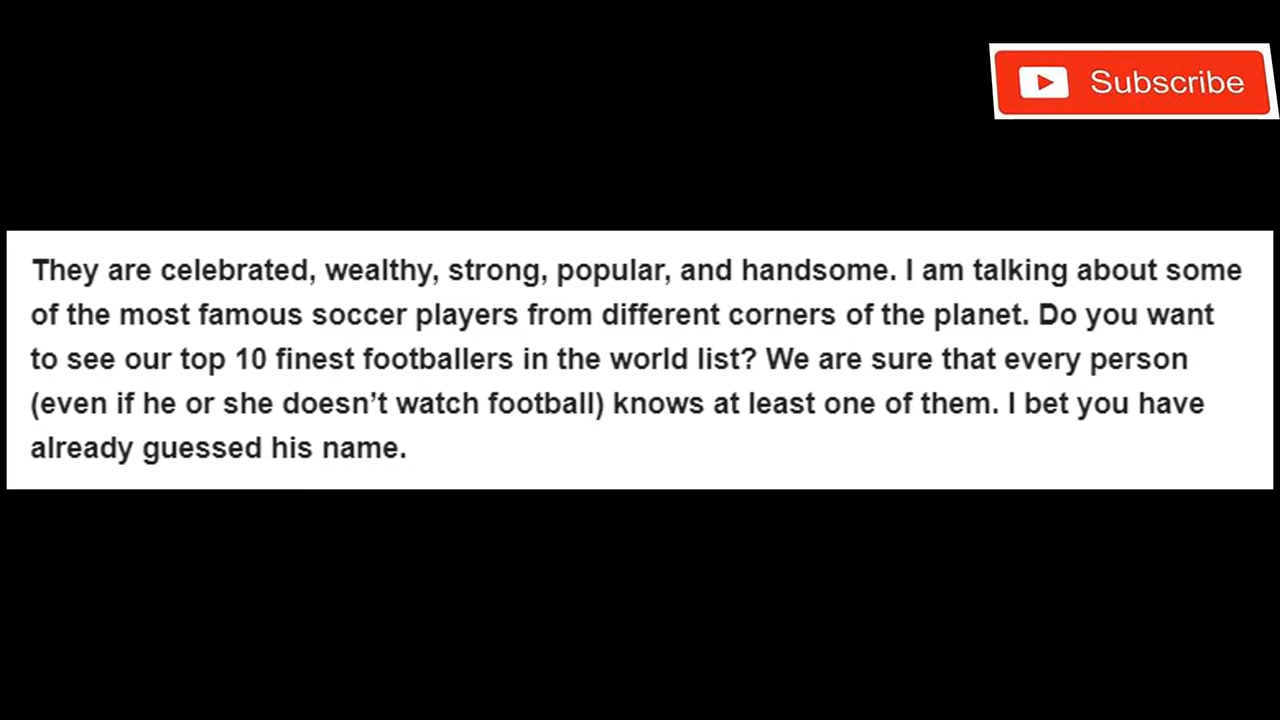 Subscribe
They are celebrated, wealthy, strong, popular, and handsome. I am talking about some
of the most famous soccer players from different corners of the planet. Do you want
to see our top 10 finest footballers in the world list? We are sure that every person
(even if he or she doesn’t watch football) knows at least one of them. I bet you have
already guessed his name.